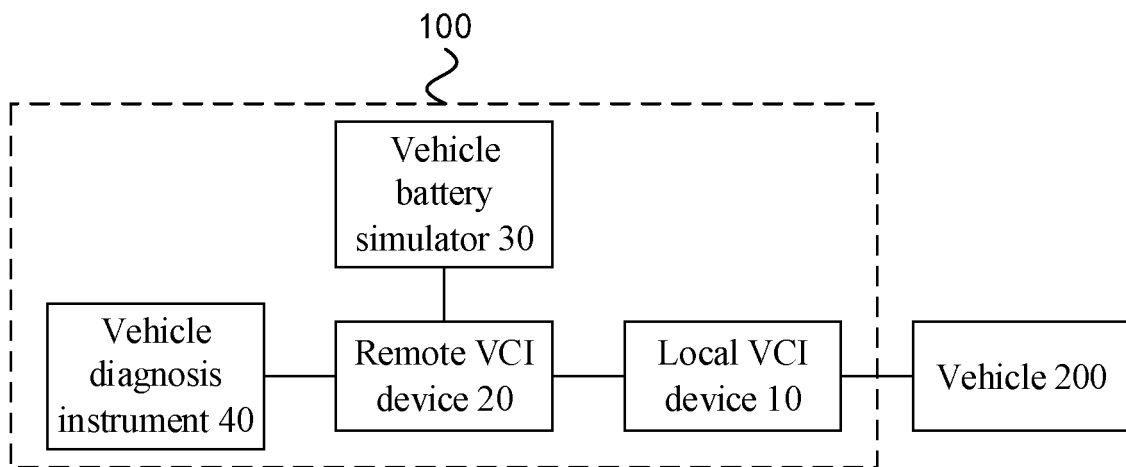 100
Vehicle
battery
simulator 30
Vehicle
diagnosis
instrument 40
Remote VCI
device 20
Local VCI
device 10
Vehicle 200